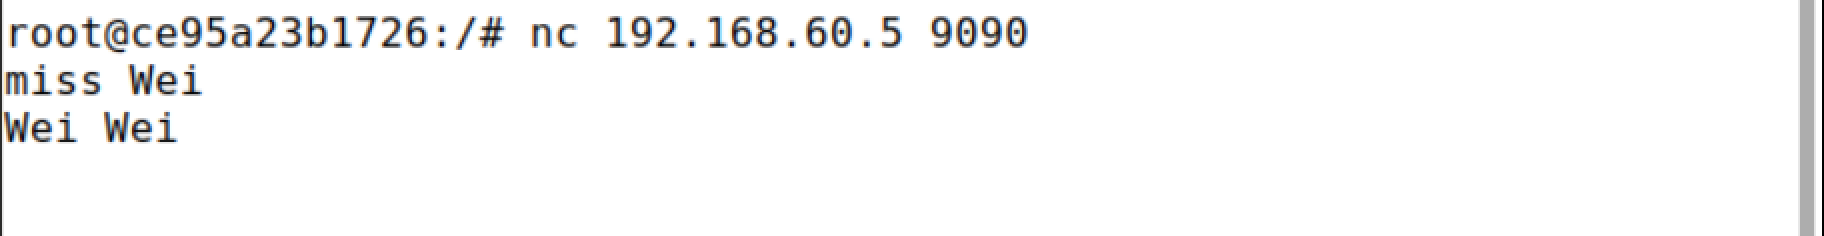 root@ce95a23b1726:/# nc 192.168.60.5 9090
miss Wei
Wei Wei